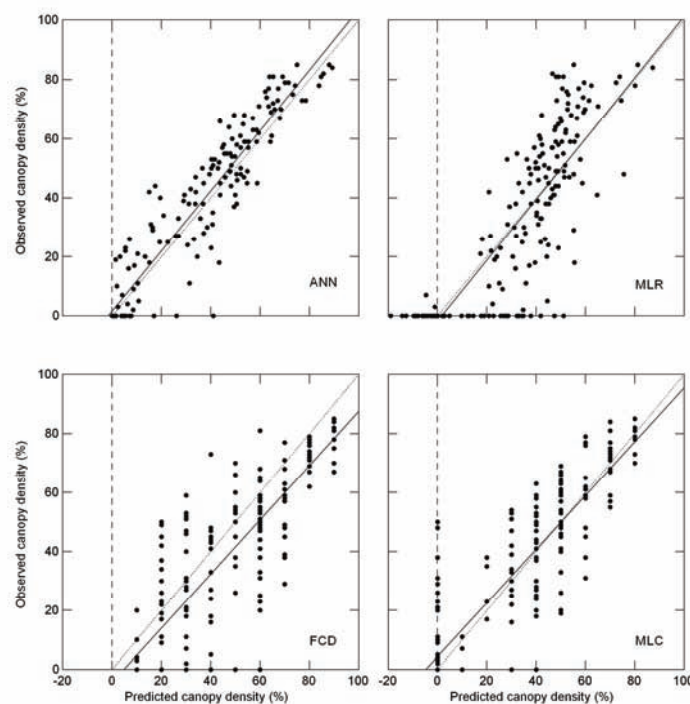 100
80
60
40
20
0
Observed canopy density (%)
ANN
MLR
100
80
60
40
20
0
Observed canopy density (%)
FCD
MLC
-20 0 20 40 60 80 100 -20 0 20 40 60 80 100
Predicted canopy density (%) Predicted canopy density (%)